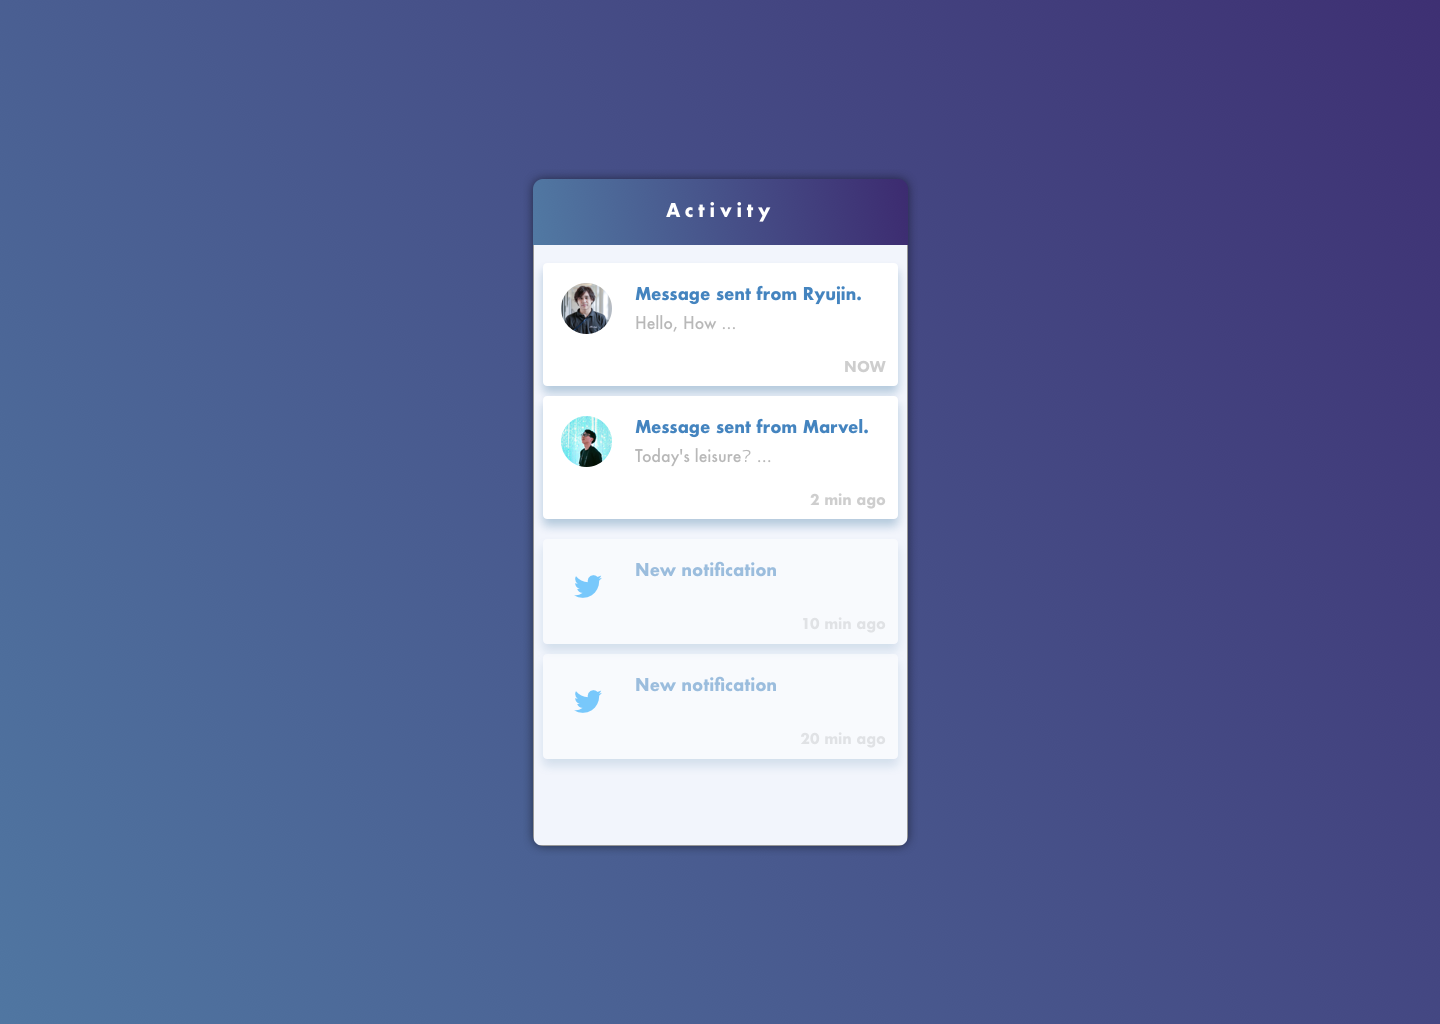 Activity
Message sent from Ryujin.
Hello, How ...
NOW
Message sent from Marvel.
Today's leisure? ...
2 min ago
New notification
10 min ago
New notification
20 min ago